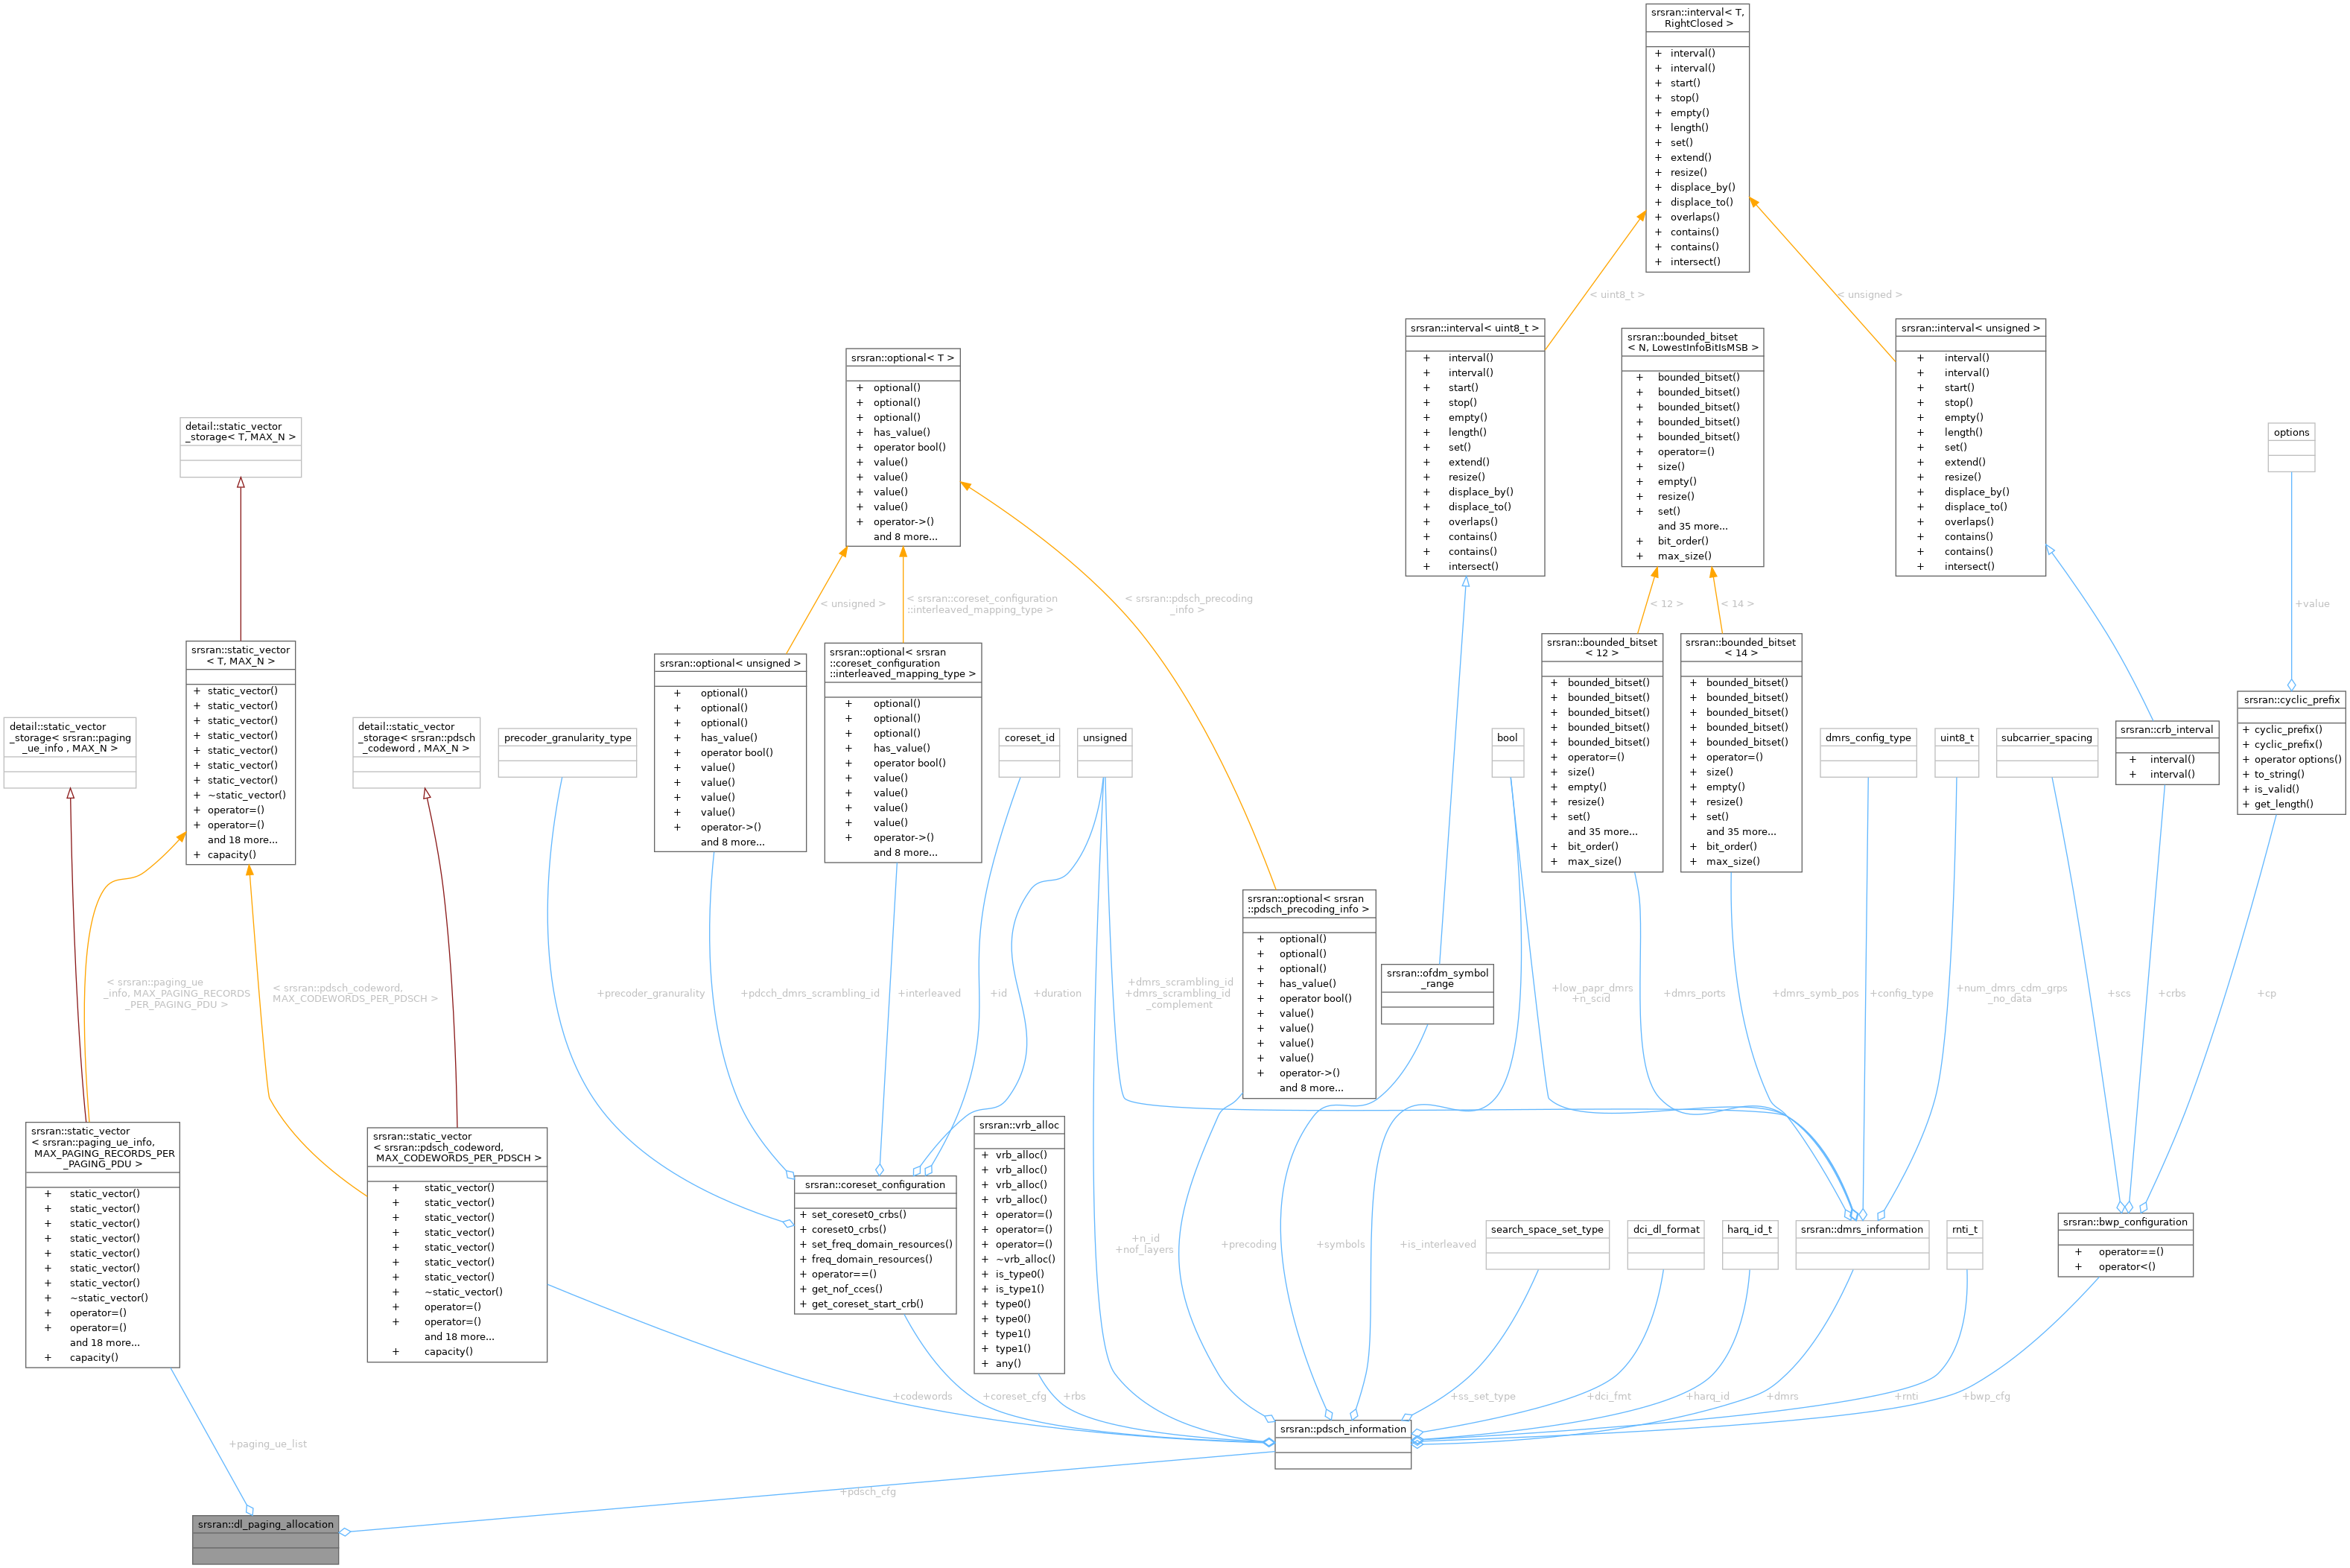 srsran::interval< T,
RightClosed >
+ interval()
+ interval()
+ start()
+ stop()
+ empty()
+ length()
+ set()
+ extend()
+ resize()
+ displace_by()
+ displace_to()
+ overlaps()
+ contains()
+ contains()
+ intersect()
< uint8_t >
< unsigned >
srsran::interval< uint8_t >
+ interval()
+ interval()
+ start()
+ stop()
+ empty()
+ length()
+ set()
+ extend()
+ resize()
+ displace_by()
+ displace_to()
+ overlaps()
+ contains()
+ contains()
+ intersect()
srsran::bounded_bitset
< N, LowestInfoBitIsMSB >
+ bounded_bitset()
+ bounded_bitset()
+ bounded_bitset()
+ bounded_bitset()
+ bounded_bitset()
+ operator=()
+ size()
+ empty()
+ resize()
+ set()
and 35 more...
+ bit_order()
+ max_size()
srsran::interval< unsigned >
+ interval()
+ interval()
+ start()
+ stop()
+ empty()
+ length()
+ set()
+ extend()
+ resize()
+ displace_by()
+ displace_to()
+ overlaps()
+ contains()
+ contains()
+ intersect()
srsran::optional< T >
+ optional()
+ optional()
+ optional()
+ has_value()
+ operator bool()
+ value()
+ value()
+ value()
+ value()
+ operator->()
and 8 more...
detail::static_vector
_storage< T, MAX_N >
options
< unsigned >
< srsran::coreset_configuration
::interleaved_mapping_type >
< srsran::pdsch_precoding
_info >
< 12 >
< 14 >
+value
srsran::static_vector
< T, MAX_N >
+ static_vector()
+ static_vector()
+ static_vector()
+ static_vector()
+ static_vector()
+ static_vector()
+ static_vector()
+ ~static_vector()
+ operator=()
+ operator=()
and 18 more...
+ capacity()
srsran::optional< unsigned >
+ optional()
+ optional()
+ optional()
+ has_value()
+ operator bool()
+ value()
+ value()
+ value()
+ value()
+ operator->()
and 8 more...
srsran::optional< srsran
::coreset_configuration
::interleaved_mapping_type >
+ optional()
+ optional()
+ optional()
+ has_value()
+ operator bool()
+ value()
+ value()
+ value()
+ value()
+ operator->()
and 8 more...
srsran::bounded_bitset
< 12 >
+ bounded_bitset()
+ bounded_bitset()
+ bounded_bitset()
+ bounded_bitset()
+ bounded_bitset()
+ operator=()
+ size()
+ empty()
+ resize()
+ set()
and 35 more...
+ bit_order()
+ max_size()
srsran::bounded_bitset
< 14 >
+ bounded_bitset()
+ bounded_bitset()
+ bounded_bitset()
+ bounded_bitset()
+ bounded_bitset()
+ operator=()
+ size()
+ empty()
+ resize()
+ set()
and 35 more...
+ bit_order()
+ max_size()
srsran::cyclic_prefix
+ cyclic_prefix()
+ cyclic_prefix()
+ operator options()
+ to_string()
+ is_valid()
+ get_length()
detail::static_vector
_storage< srsran::paging
_ue_info , MAX_N >
detail::static_vector
_storage< srsran::pdsch
_codeword , MAX_N >
precoder_granularity_type
coreset_id
unsigned
bool
dmrs_config_type
uint8_t
subcarrier_spacing
srsran::crb_interval
+ interval()
+ interval()
srsran::optional< srsran
::pdsch_precoding_info >
+ optional()
+ optional()
+ optional()
+ has_value()
+ operator bool()
+ value()
+ value()
+ value()
+ value()
+ operator->()
and 8 more...
srsran::ofdm_symbol
_range
< srsran::paging_ue
_info, MAX_PAGING_RECORDS
_PER_PAGING_PDU >
< srsran::pdsch_codeword,
MAX_CODEWORDS_PER_PDSCH >
+precoder_granurality
+pdcch_dmrs_scrambling_id
+interleaved
+id
+duration
+dmrs_scrambling_id
+dmrs_scrambling_id
_complement
+low_papr_dmrs
+n_scid
+dmrs_ports
+dmrs_symb_pos
+config_type
+num_dmrs_cdm_grps
_no_data
+scs
+crbs
+cp
srsran::static_vector
< srsran::paging_ue_info,
MAX_PAGING_RECORDS_PER
_PAGING_PDU >
+ static_vector()
+ static_vector()
+ static_vector()
+ static_vector()
+ static_vector()
+ static_vector()
+ static_vector()
+ ~static_vector()
+ operator=()
+ operator=()
and 18 more...
+ capacity()
srsran::static_vector
< srsran::pdsch_codeword,
MAX_CODEWORDS_PER_PDSCH >
+ static_vector()
+ static_vector()
+ static_vector()
+ static_vector()
+ static_vector()
+ static_vector()
+ static_vector()
+ ~static_vector()
+ operator=()
+ operator=()
and 18 more...
+ capacity()
srsran::coreset_configuration
+ set_coreset0_crbs()
+ coreset0_crbs()
+ set_freq_domain_resources()
+ freq_domain_resources()
+ operator==()
+ get_nof_cces()
+ get_coreset_start_crb()
srsran::vrb_alloc
+ vrb_alloc()
+ vrb_alloc()
+ vrb_alloc()
+ vrb_alloc()
+ operator=()
+ operator=()
+ operator=()
+ ~vrb_alloc()
+ is_type0()
+ is_type1()
+ type0()
+ type0()
+ type1()
+ type1()
+ any()
+n_id
+nof_layers
+precoding
+symbols
+is_interleaved
search_space_set_type
dci_dl_format
harq_id_t
srsran::dmrs_information
rnti_t
srsran::bwp_configuration
+ operator==()
+ operator<()
+codewords
+coreset_cfg
+rbs
+ss_set_type
+dci_fmt
+harq_id
+dmrs
+rnti
+bwp_cfg
srsran::pdsch_information
+paging_ue_list
+pdsch_cfg
srsran::dl_paging_allocation